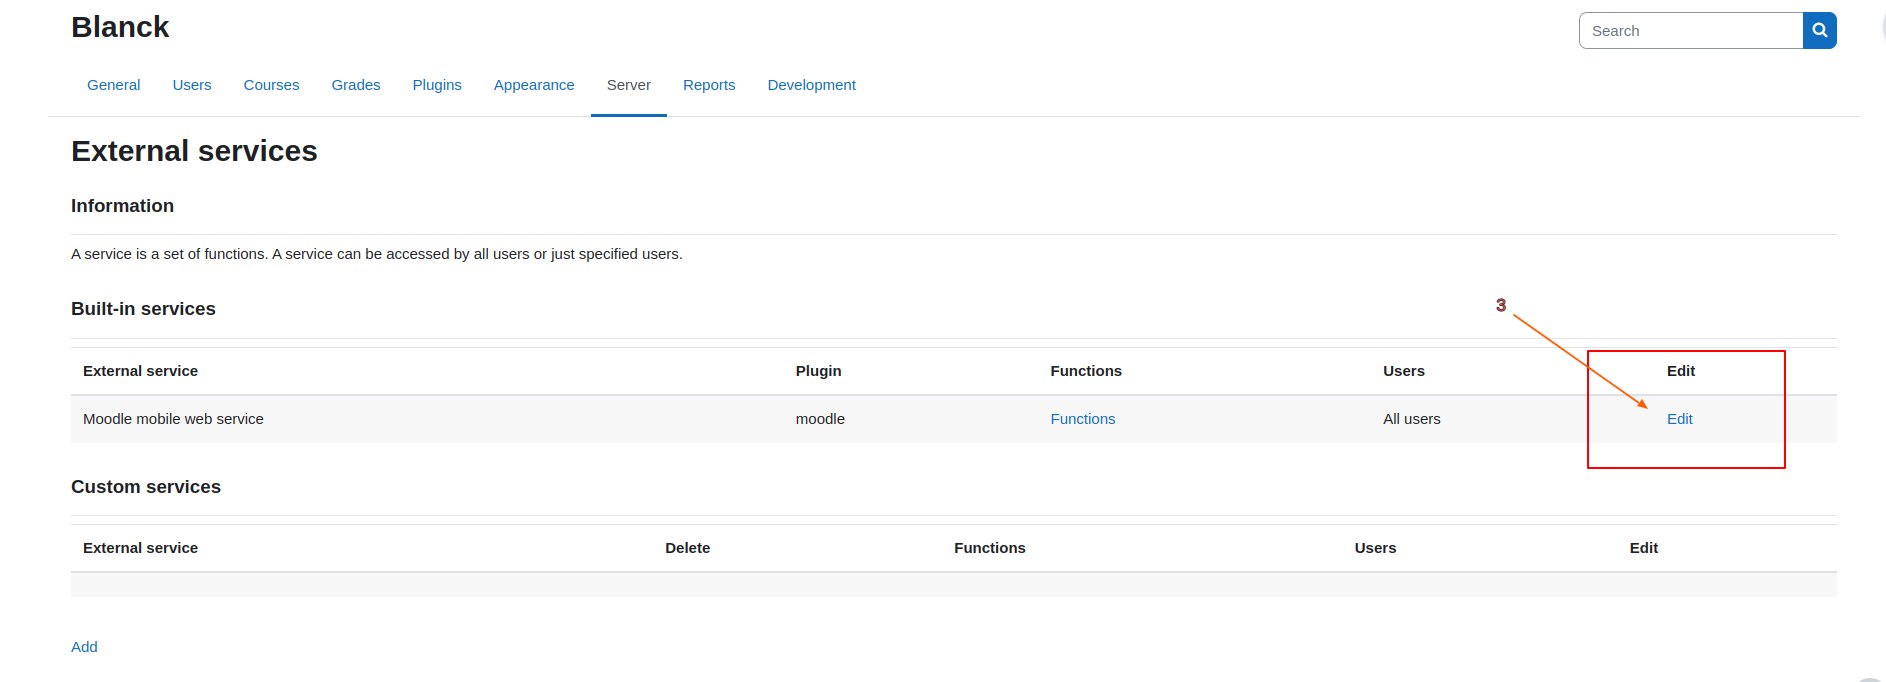 Blanck
Search
General Users Courses Grades Plugins Appearance Server Reports Development
External services
Information
A service is a set of functions. A service can be accessed by all users or just specified users.
Built-in services
3
External service Plugin Functions Users Edit
Moodle mobile web service moodle Functions All users Edit
Custom services
External service Delete Functions Users Edit
Add